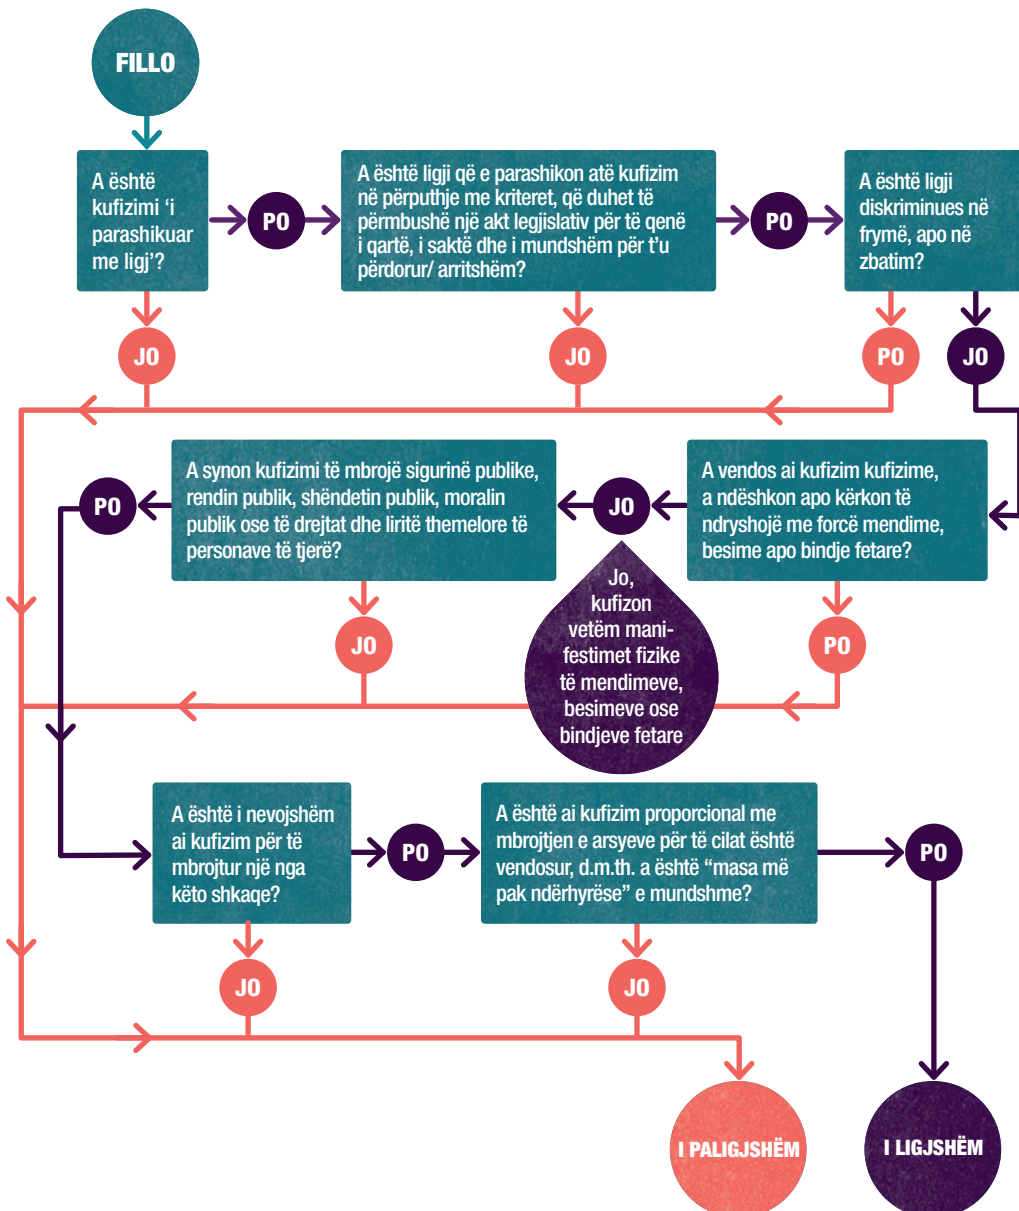 FILLO
A është
kufizimi ‘i
parashikuar
me ligj’?
PO
A është ligji që e parashikon atë kufizim
në përputhje me kriteret, që duhet të
përmbushë një akt legjislativ për të qenë
i qartë, i saktë dhe i mundshëm për t’u
përdorur/ arritshëm?
PO
A është ligji
diskriminues në
frymë, apo në
zbatim?
JO
JO
PO
JO
A vendos ai kufizim kufizime,
a ndëshkon apo kërkon të
ndryshojë me forcë mendime,
besime apo bindje fetare?
JO
Jo,
kufizon
vetëm mani-
festimet fizike
të mendimeve,
besimeve ose
bindjeve fetare
A synon kufizimi të mbrojë sigurinë publike,
rendin publik, shëndetin publik, moralin
publik ose të drejtat dhe liritë themelore të
personave të tjerë?
PO
JO
PO
A është i nevojshëm
ai kufizim për të
mbrojtur një nga
këto shkaqe?
PO
A është ai kufizim proporcional me
mbrojtjen e arsyeve për të cilat është
vendosur, d.m.th. a është “masa më
pak ndërhyrëse” e mundshme?
PO
JO
JO
I PALIGJSHËM
I LIGJSHËM